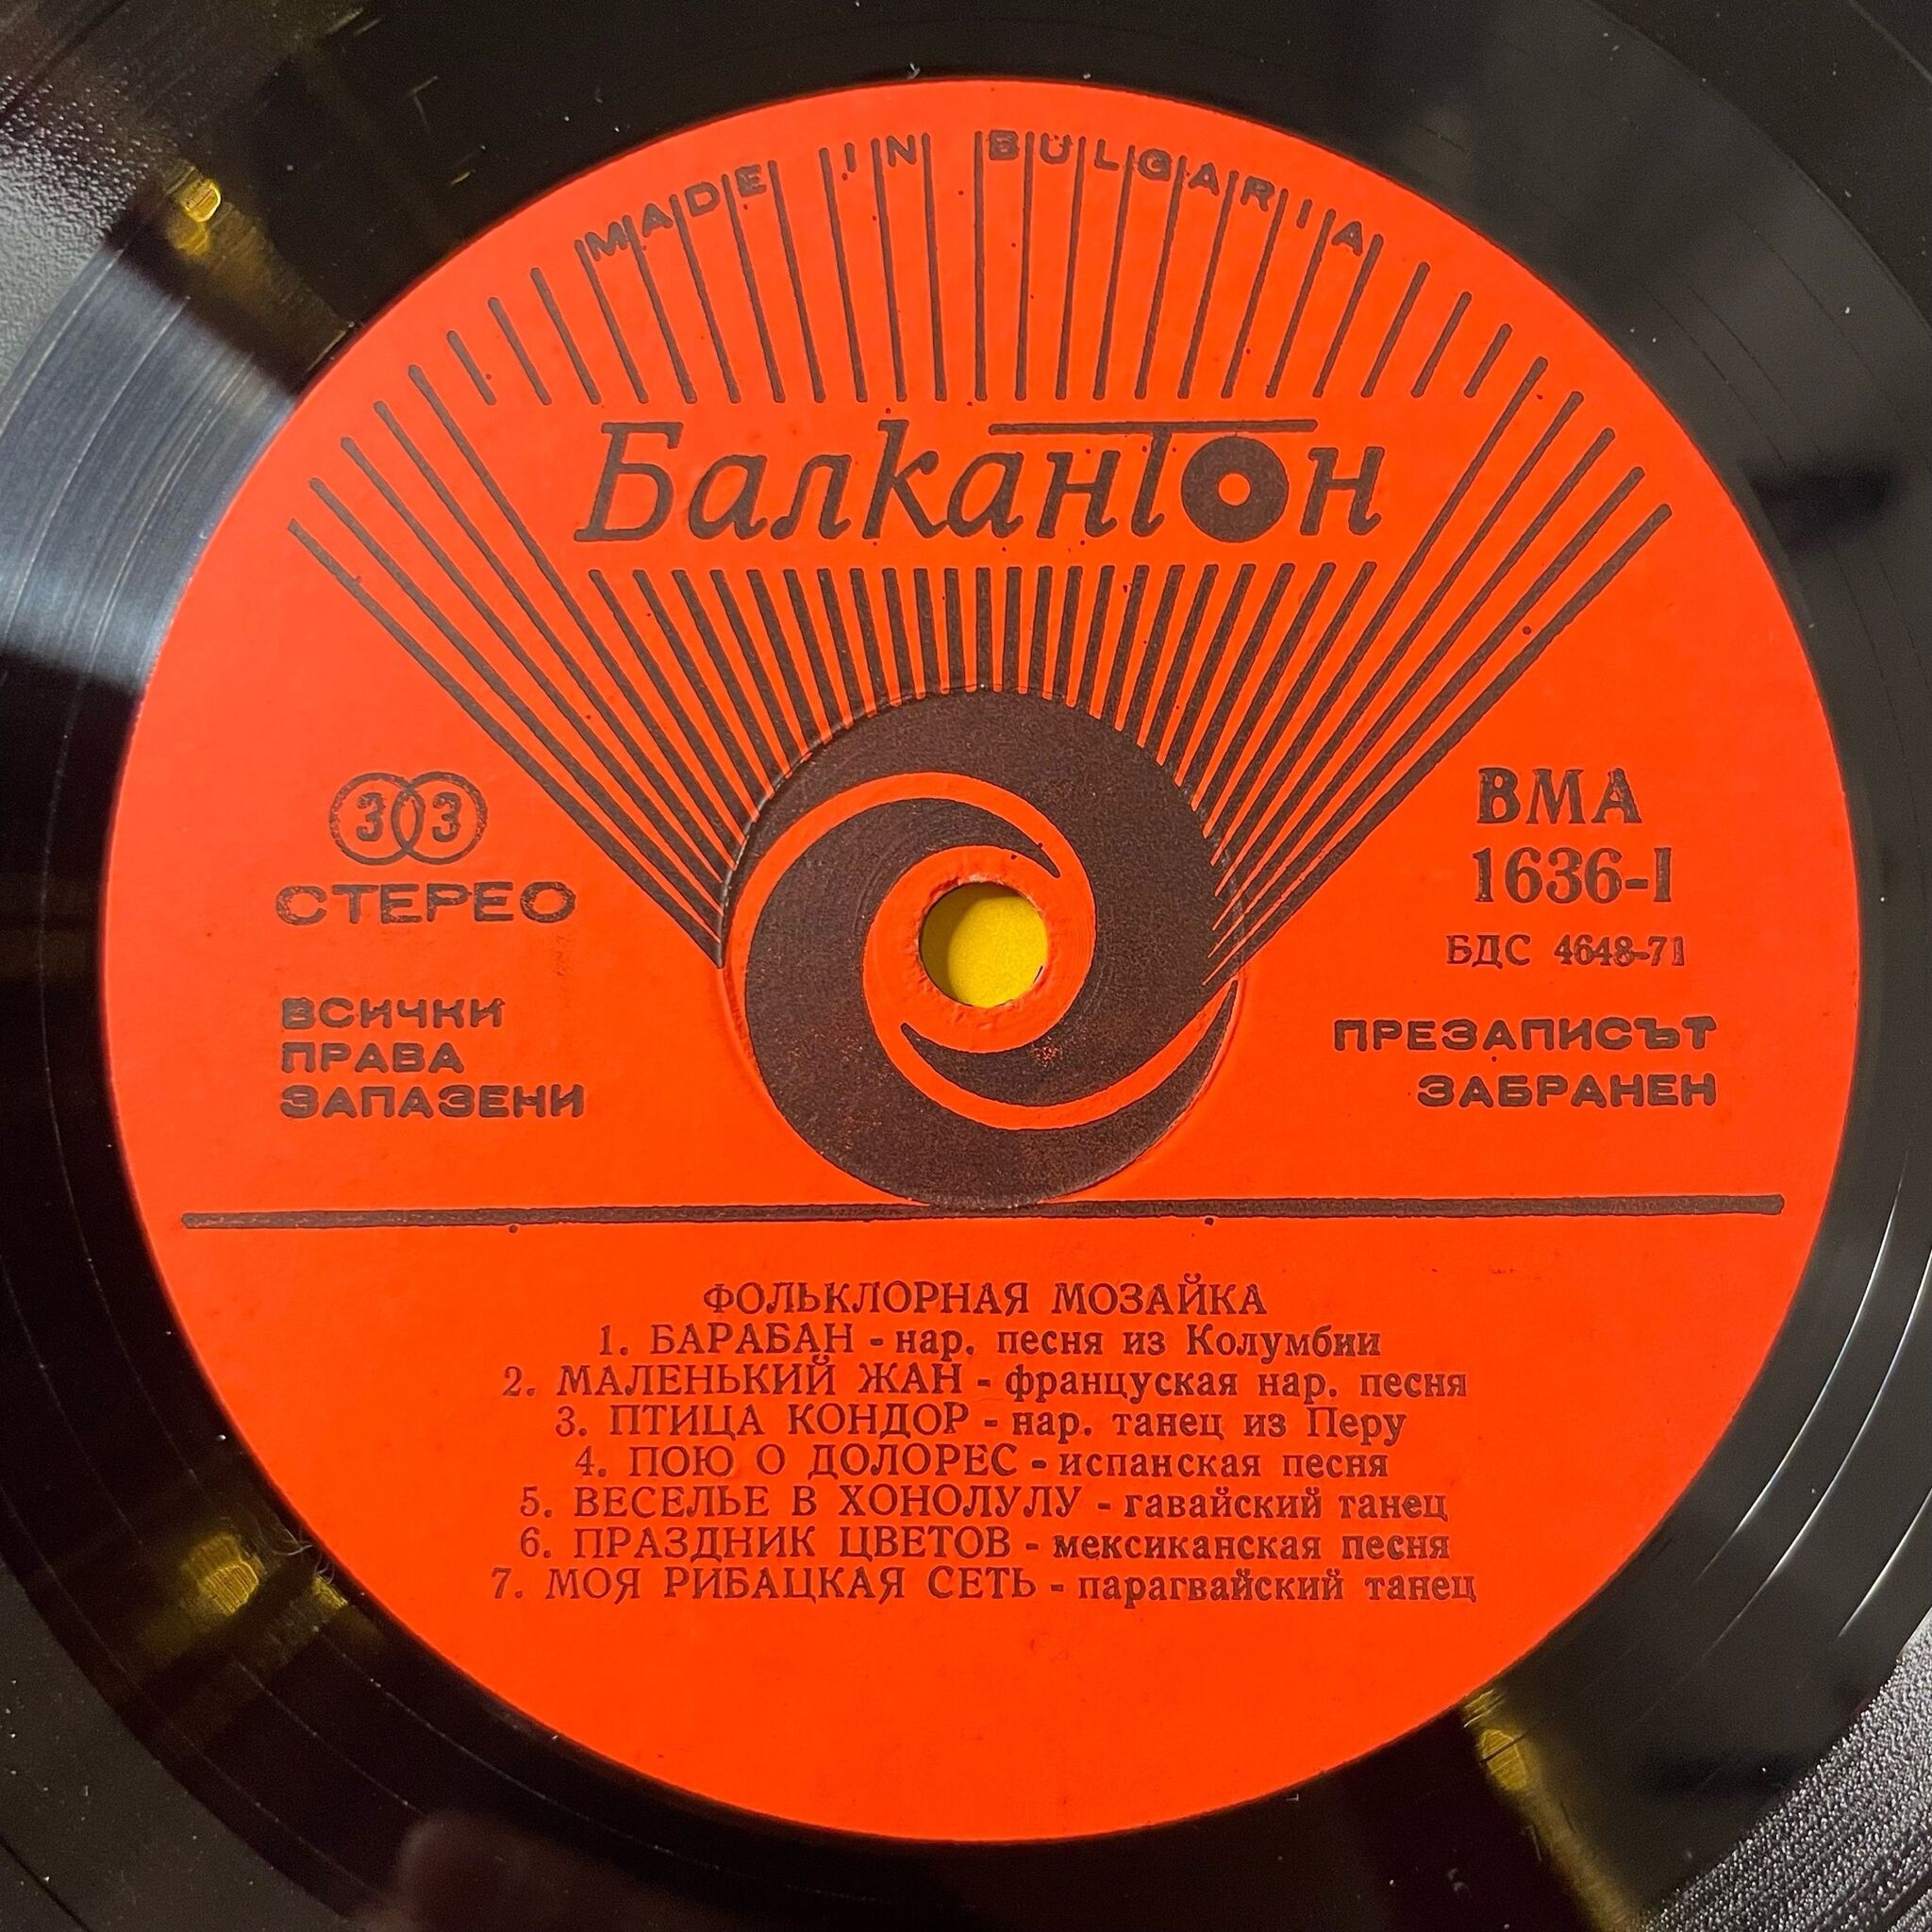 MADE IN BULGARIA
Балкантон
33
СТЕРЕО
ВСИЧКИ
ПРАВА
ЗАПАЗЕНИ
ВМА
1636-I
БДС 4648-71
ПРЕЗАПИСЪТ
ЗАБРАНЕН
ФОЛЬКЛОРНАЯ МОЗАЙКА
1. БАРАБАН - нар. песня из Колумбии
2. МАЛЕНЬКИЙ ЖАН - француская нар. песня
3. ПТИЦА КОНДОР - нар. танец из Перу
4. ПОЮ О ДОЛОРЕС - испанская песня
5. ВЕСЕЛЬЕ В ХОНОЛУЛУ - гавайский танец
6. ПРАЗДНИК ЦВЕТОВ - мексиканская песня
7. МОЯ РИБАЦКАЯ СЕТЬ - парагвайский танец